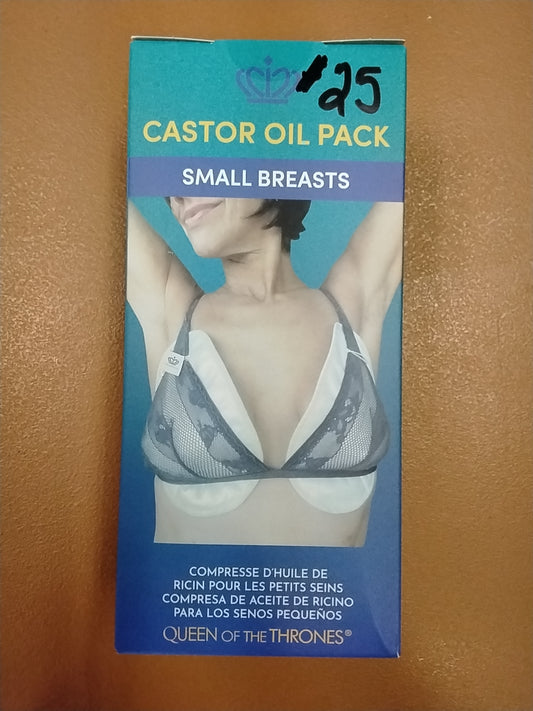 #25
CASTOR OIL PACK
SMALL BREASTS
COMPRESSE D'HUILE DE
RICIN POUR LES PETITS SEINS
COMPRESA DE ACEITE DE RICINO
PARA LOS SENOS PEQUEÑOS
QUEEN OF THE THRONES®